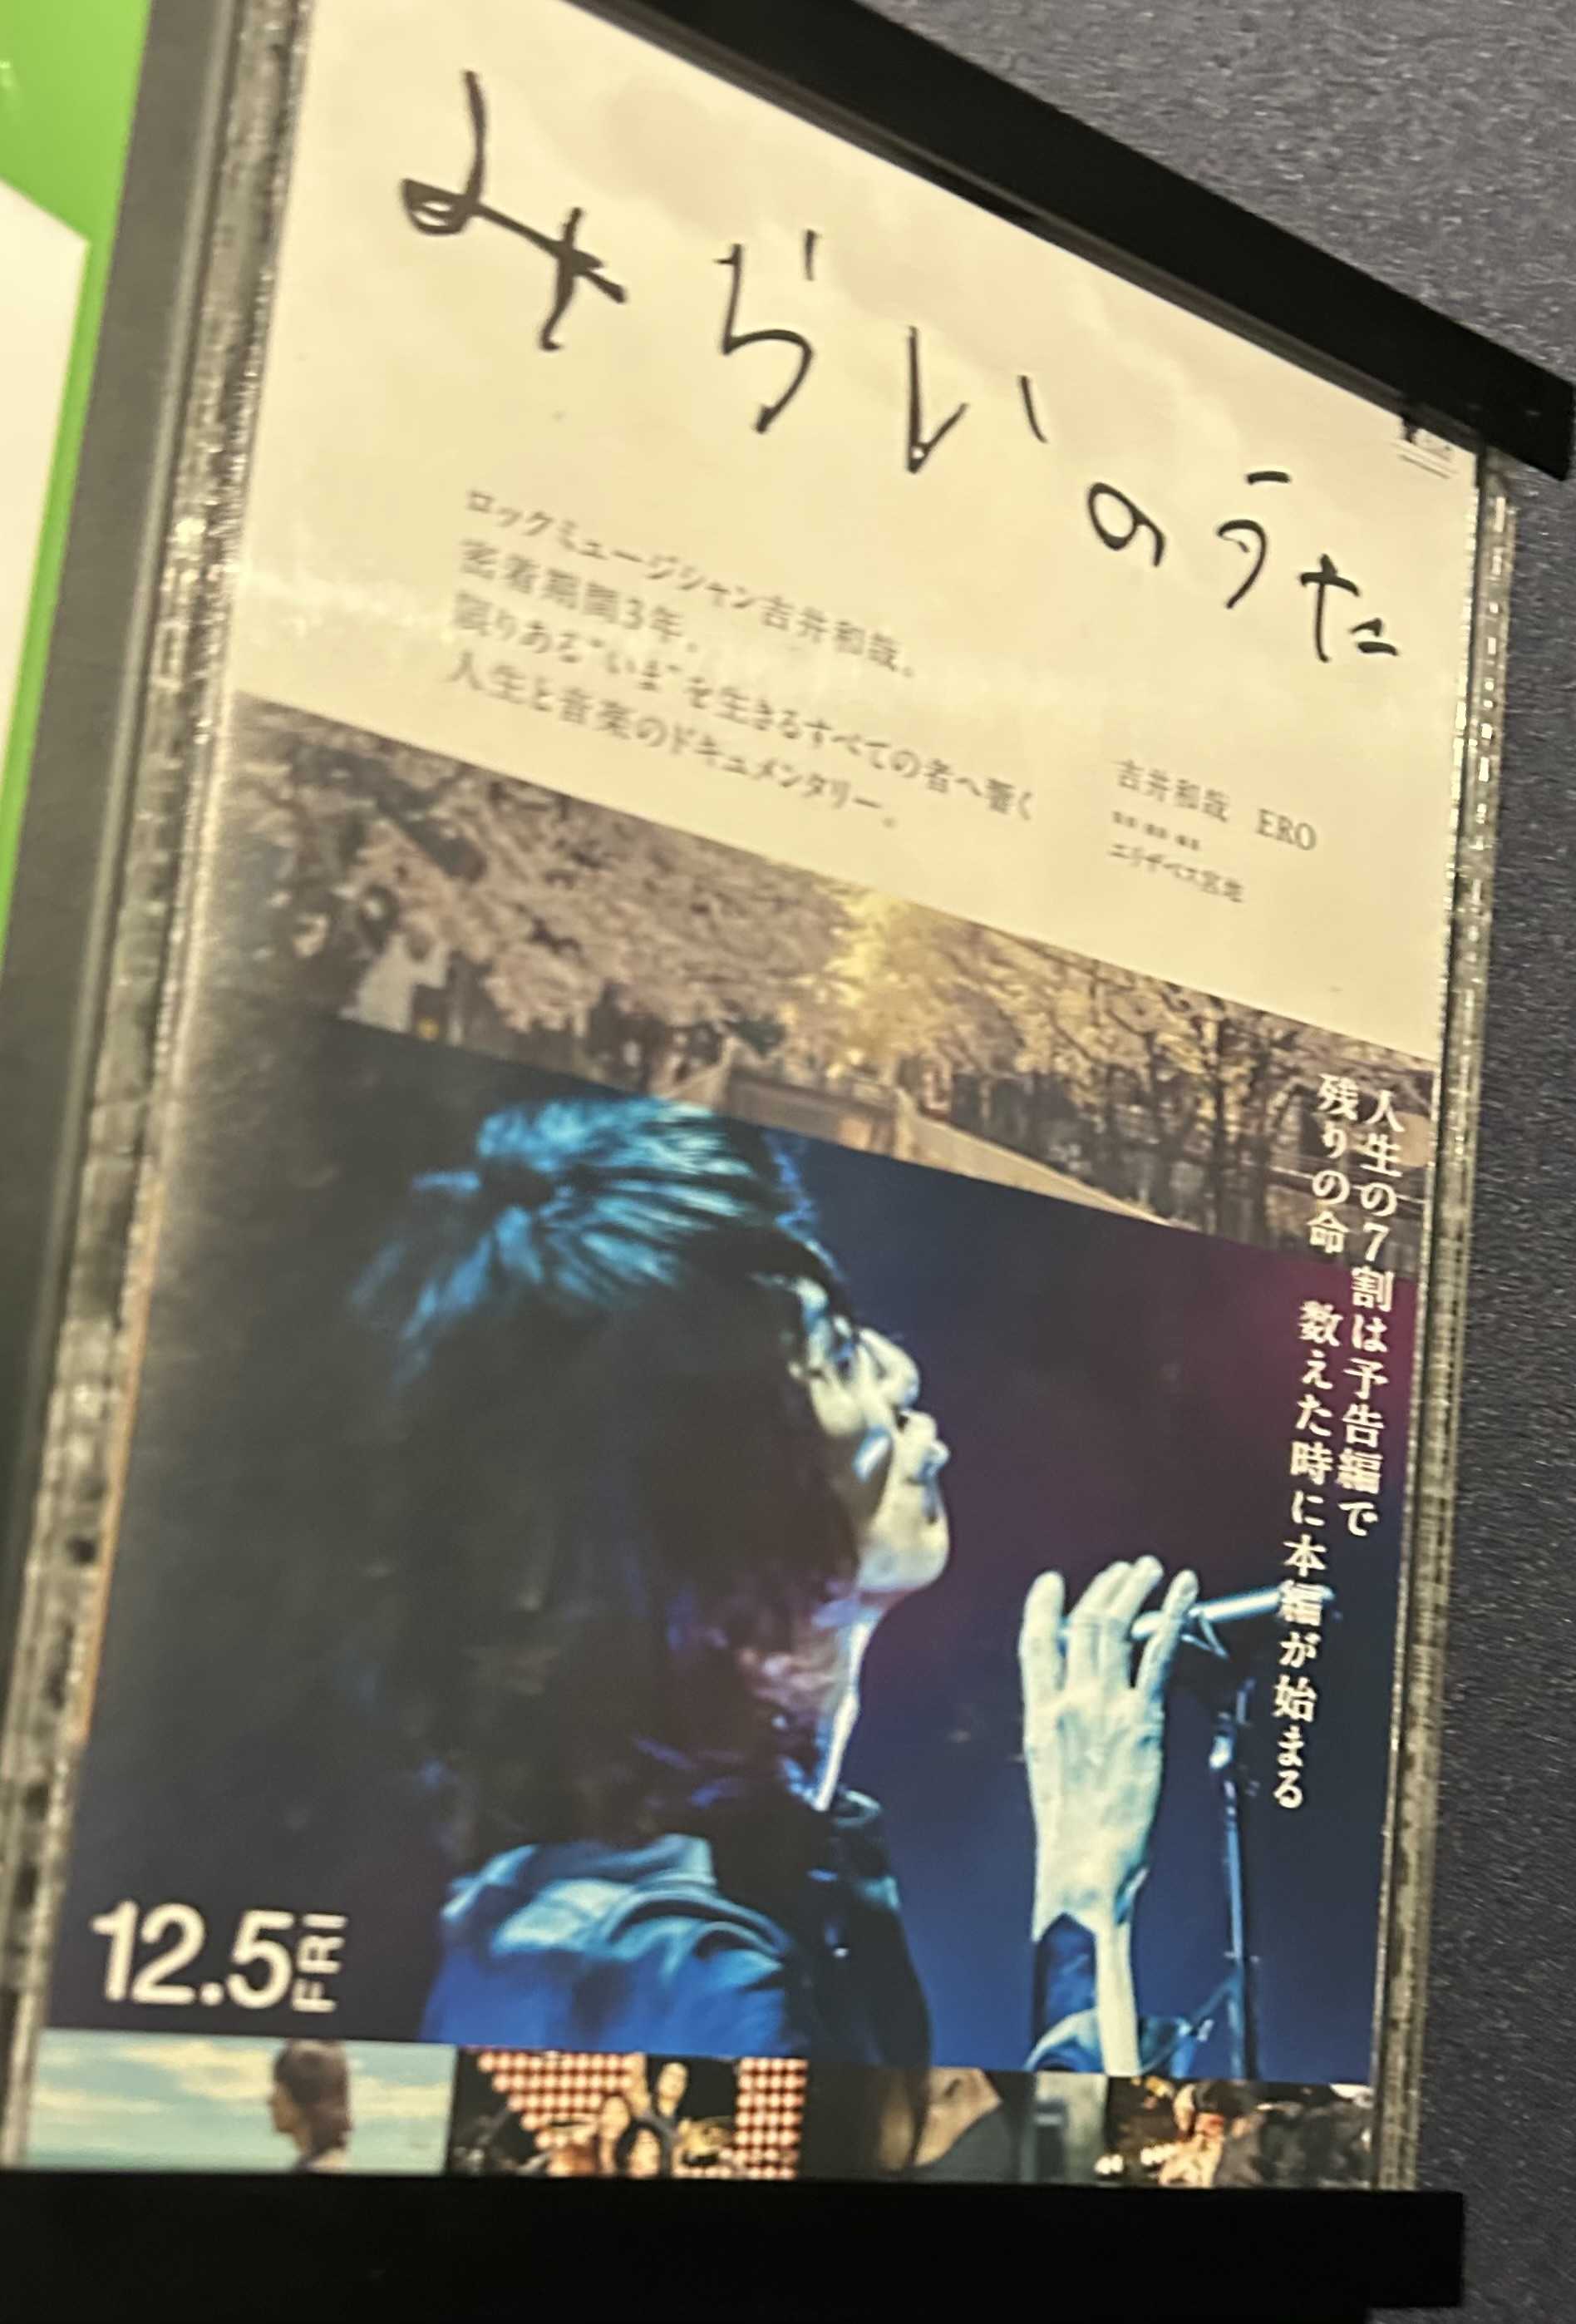 みらいのうた
ロックミュージシャン吉井和哉。
密着期間3年。
限りある"いま"を生きるすべての者へ響く
人生と音楽のドキュメンタリー。
吉井和哉 ERO
エリザベス宮地
人生の7割は予告編で
残りの命 数えた時に本編が始まる
12.5 FRI